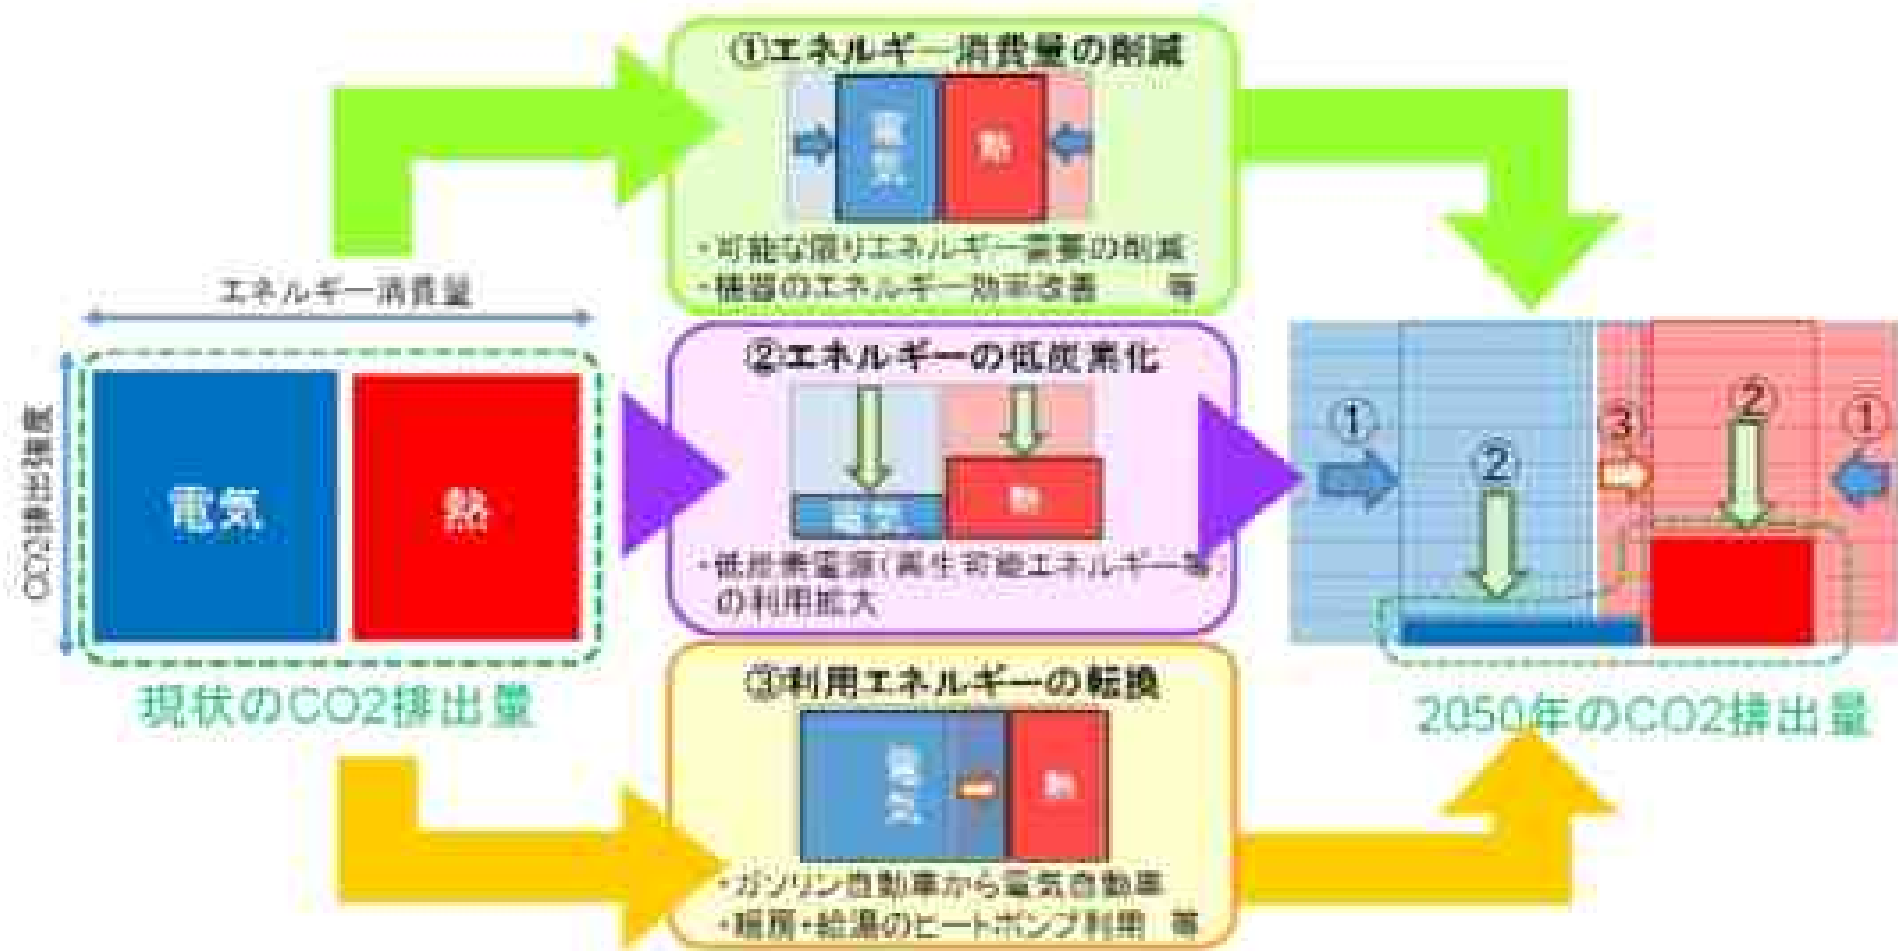 ①エネルギー消費量の削減
電気
熱
・可能な限りエネルギー需要の削減
・機器のエネルギー効率改善 等
エネルギー消費量
CO2排出強度
電気
熱
現状のCO2排出量
②エネルギーの低炭素化
電気
熱
・低炭素電源(再生可能エネルギー等
の利用拡大
③利用エネルギーの転換
電気
熱
・ガソリン自動車から電気自動車
・暖房・給湯のヒートポンプ利用 等
①
②
③
②
①
2050年のCO2排出量